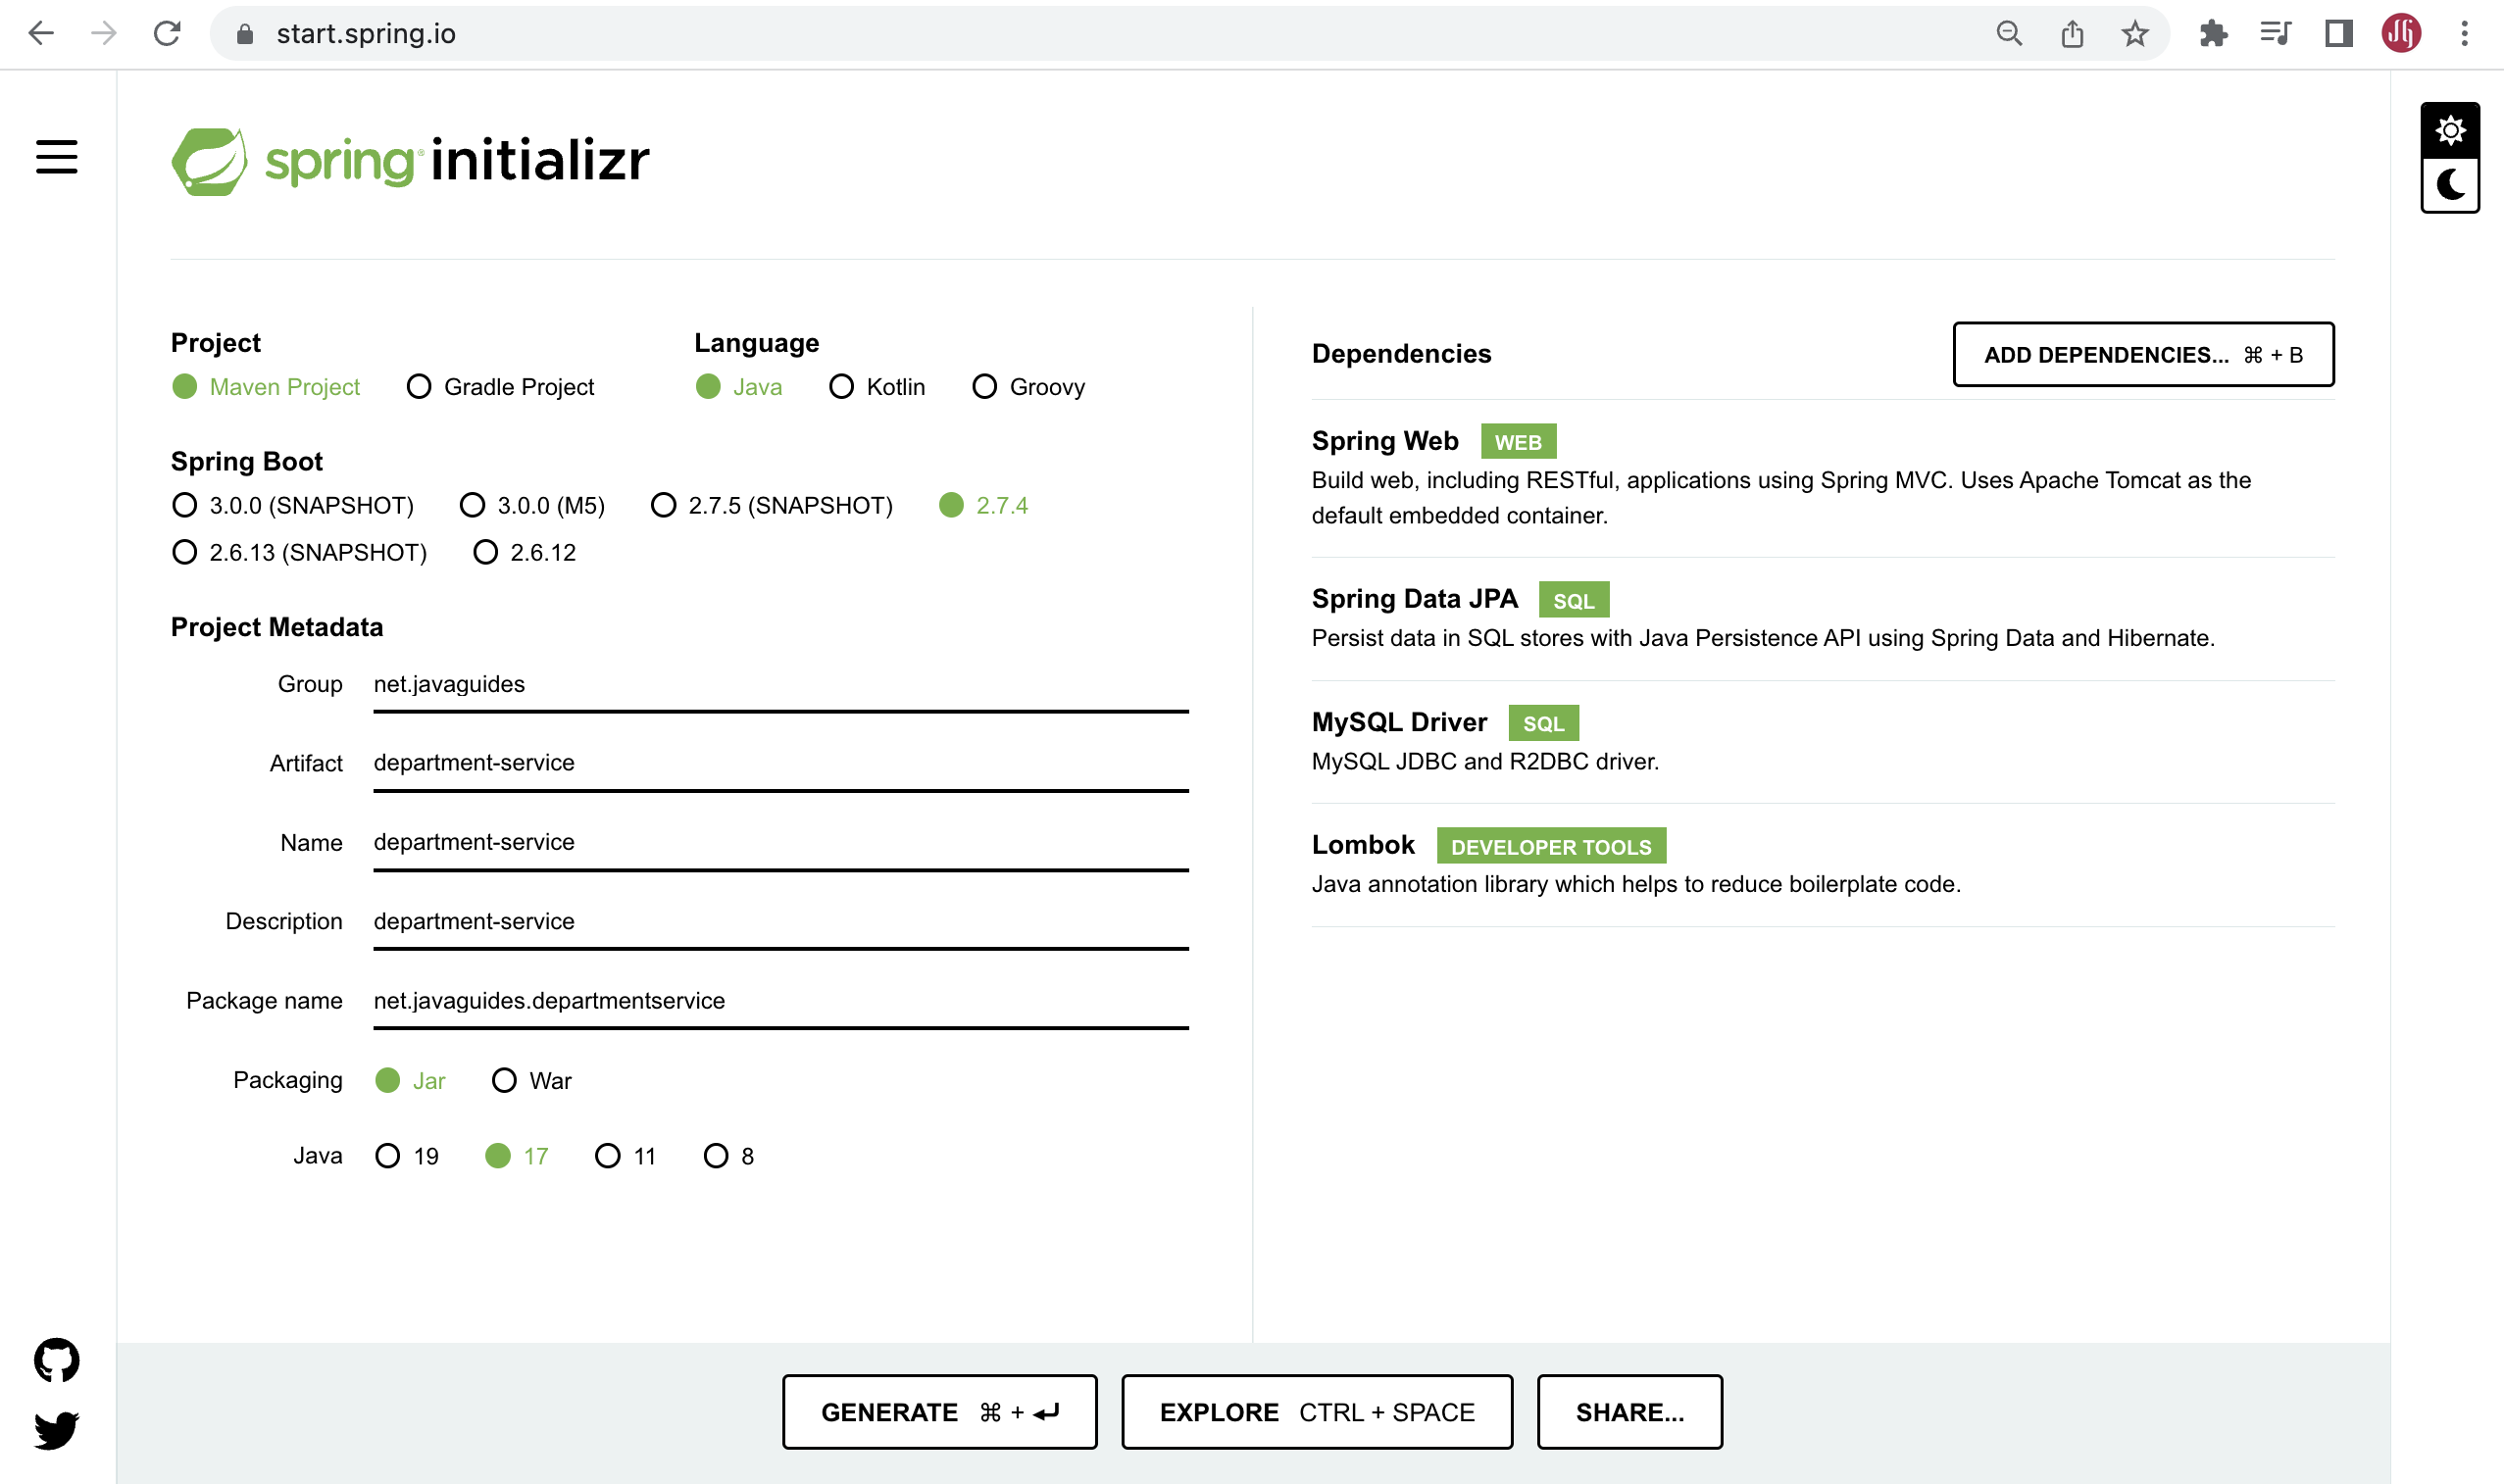 start.spring.io
spring initializr
Project
Maven Project Gradle Project
Language
Java Kotlin Groovy
Spring Boot
3.0.0 (SNAPSHOT) 3.0.0 (M5) 2.7.5 (SNAPSHOT) 2.7.4
2.6.13 (SNAPSHOT) 2.6.12
Project Metadata
Group net.javaguides
Artifact department-service
Name department-service
Description department-service
Package name net.javaguides.departmentservice
Packaging Jar War
Java 19 17 11 8
Dependencies
ADD DEPENDENCIES... ⌘ + B
Spring Web WEB
Build web, including RESTful, applications using Spring MVC. Uses Apache Tomcat as the
default embedded container.
Spring Data JPA SQL
Persist data in SQL stores with Java Persistence API using Spring Data and Hibernate.
MySQL Driver SQL
MySQL JDBC and R2DBC driver.
Lombok DEVELOPER TOOLS
Java annotation library which helps to reduce boilerplate code.
GENERATE ⌘ + ⏎
EXPLORE CTRL + SPACE
SHARE...